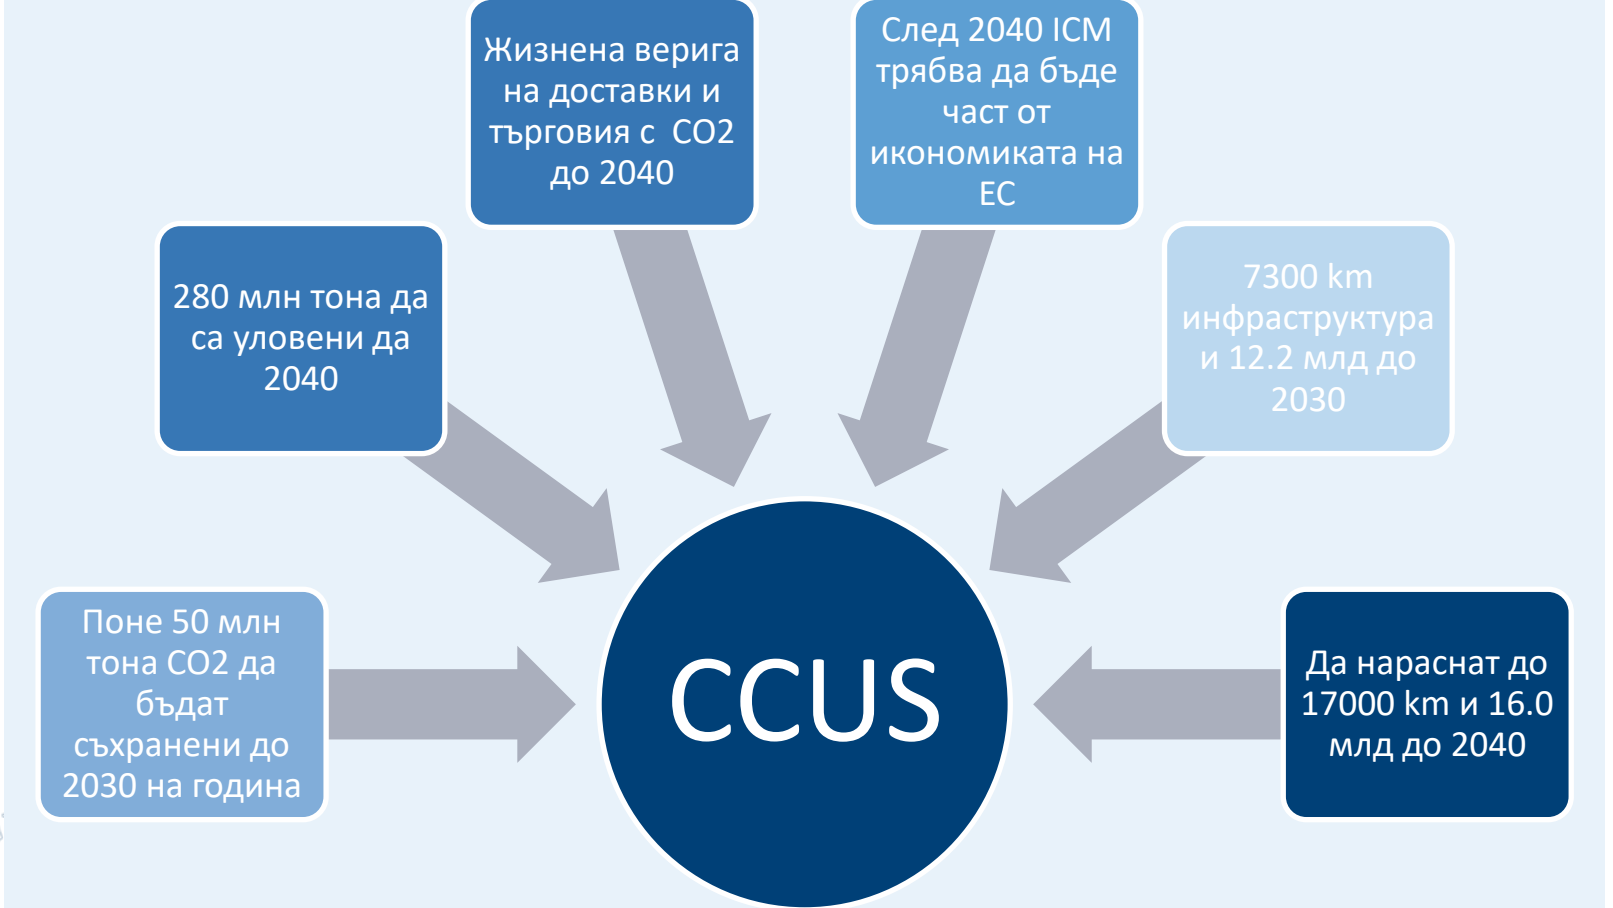 Жизнена верига
на доставки и
търговия с CO2
до 2040
След 2040 ICM
трябва да бъде
част от
икономиката на
ЕС
280 млн тона да
са уловени да
2040
7300 km
инфраструктура
и 12.2 млд до
2030
Поне 50 млн
тона CO2 да
бъдат
съхранени до
2030 на година
CCUS
Да нараснат до
17000 km и 16.0
млд до 2040